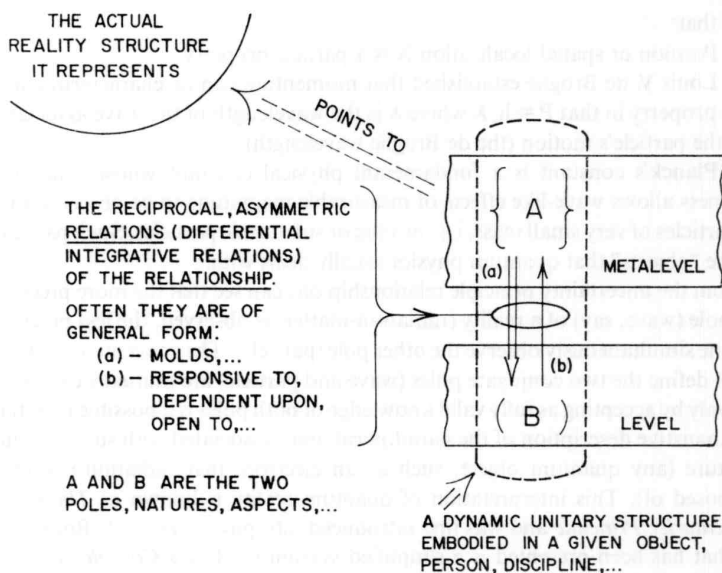 THE ACTUAL
REALITY STRUCTURE
IT REPRESENTS
POINTS TO
THE RECIPROCAL, ASYMMETRIC
RELATIONS (DIFFERENTIAL
INTEGRATIVE RELATIONS)
OF THE RELATIONSHIP.
OFTEN THEY ARE OF
GENERAL FORM:
(a) – MOLDS,...
(b) – RESPONSIVE TO,
DEPENDENT UPON,
OPEN TO,...
A AND B ARE THE TWO
POLES, NATURES, ASPECTS,...
A
(a)
METALEVEL
(b)
(B)
LEVEL
A DYNAMIC UNITARY STRUCTURE
EMBODIED IN A GIVEN OBJECT,
PERSON, DISCIPLINE,...